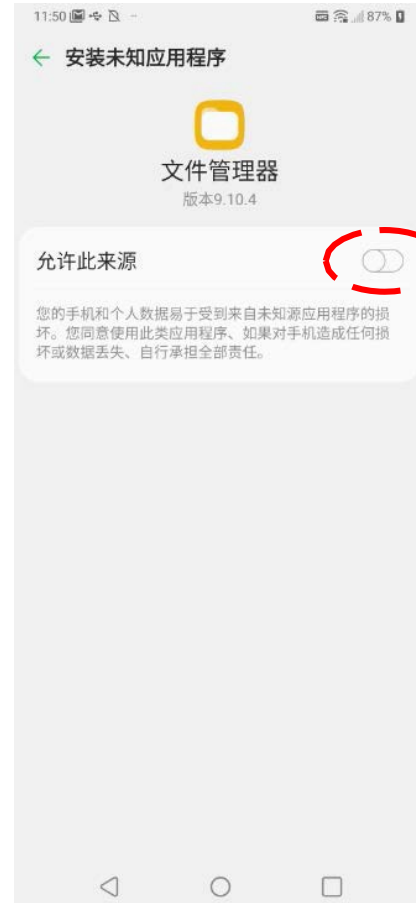 11:50 87%
安装未知应用程序
文件管理器
版本9.10.4
允许此来源
您的手机和个人数据易于受到来自未知源应用程序的损
坏。您同意使用此类应用程序、如果对手机造成任何损
坏或数据丢失、自行承担全部责任。